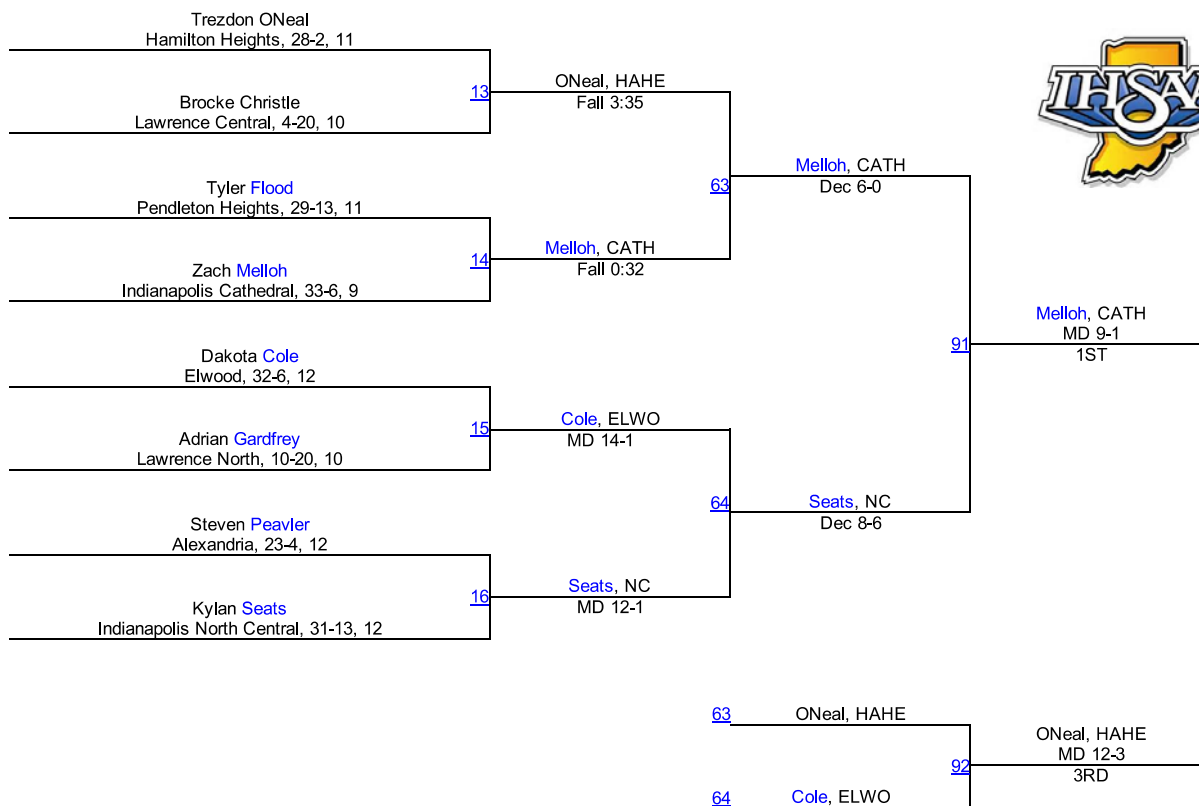 Trezdon ONeal
Hamilton Heights, 28-2, 11
13
ONeal, HAHE
Fall 3:35
Brocke Christle
Lawrence Central, 4-20, 10
IHSAA
63
Melloh, CATH
Dec 6-0
Tyler Flood
Pendleton Heights, 29-13, 11
14
Melloh, CATH
Fall 0:32
Zach Melloh
Indianapolis Cathedral, 33-6, 9
91
Melloh, CATH
MD 9-1
1ST
Dakota Cole
Elwood, 32-6, 12
15
Cole, ELWO
MD 14-1
Adrian Gardfrey
Lawrence North, 10-20, 10
64
Seats, NC
Dec 8-6
Steven Peavler
Alexandria, 23-4, 12
16
Seats, NC
MD 12-1
Kylan Seats
Indianapolis North Central, 31-13, 12
63
ONeal, HAHE
92
ONeal, HAHE
MD 12-3
3RD
64
Cole, ELWO